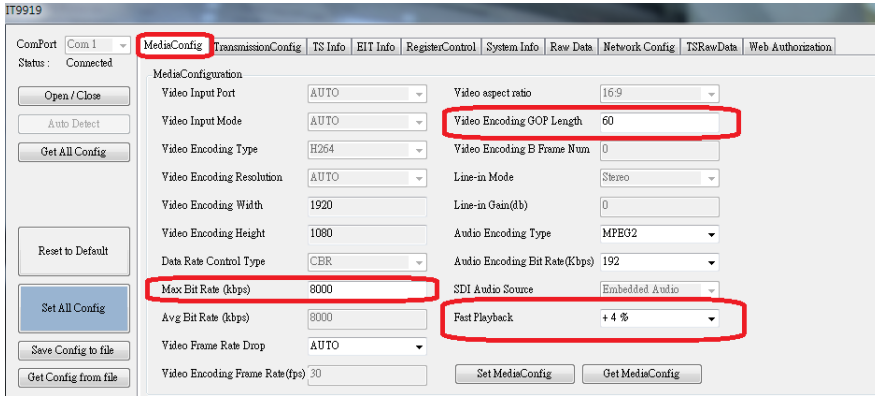 IT9919
ComPort Com 1
Status : Connected
Open / Close
Auto Detect
Get All Config
Reset to Default
Set All Config
Save Config to file
Get Config from file
MediaConfig TransmissionConfig TS Info EIT Info RegisterControl System Info Raw Data Network Config TSRawData Web Authorization
MediaConfiguration
Video Input Port AUTO
Video Input Mode AUTO
Video Encoding Type H264
Video Encoding Resolution AUTO
Video Encoding Width 1920
Video Encoding Height 1080
Data Rate Control Type CBR
Max Bit Rate (kbps) 8000
Avg Bit Rate (kbps) 8000
Video Frame Rate Drop AUTO
Video Encoding Frame Rate(fps) 30
Video aspect ratio 16:9
Video Encoding GOP Length 60
Video Encoding B Frame Num 0
Line-in Mode Stereo
Line-in Gain(db) 0
Audio Encoding Type MPEG2
Audio Encoding Bit Rate(Kbps) 192
SDI Audio Source Embedded Audio
Fast Playback + 4 %
Set MediaConfig Get MediaConfig